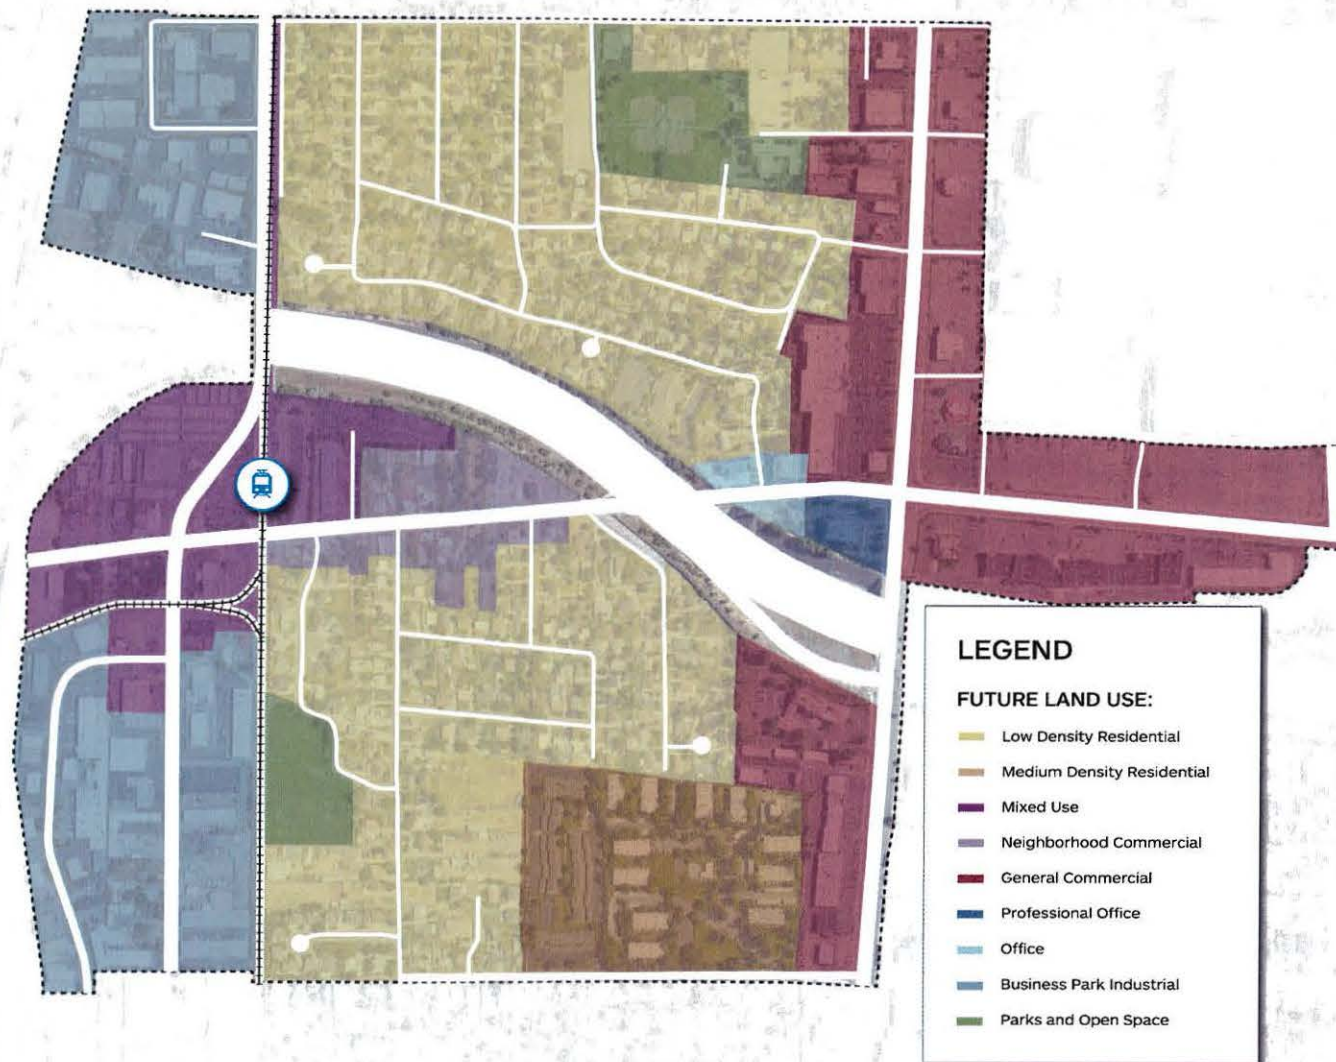 LEGEND
FUTURE LAND USE:
Low Density Residential
Medium Density Residential
Mixed Use
Neighborhood Commercial
General Commercial
Professional Office
Office
Business Park Industrial
Parks and Open Space